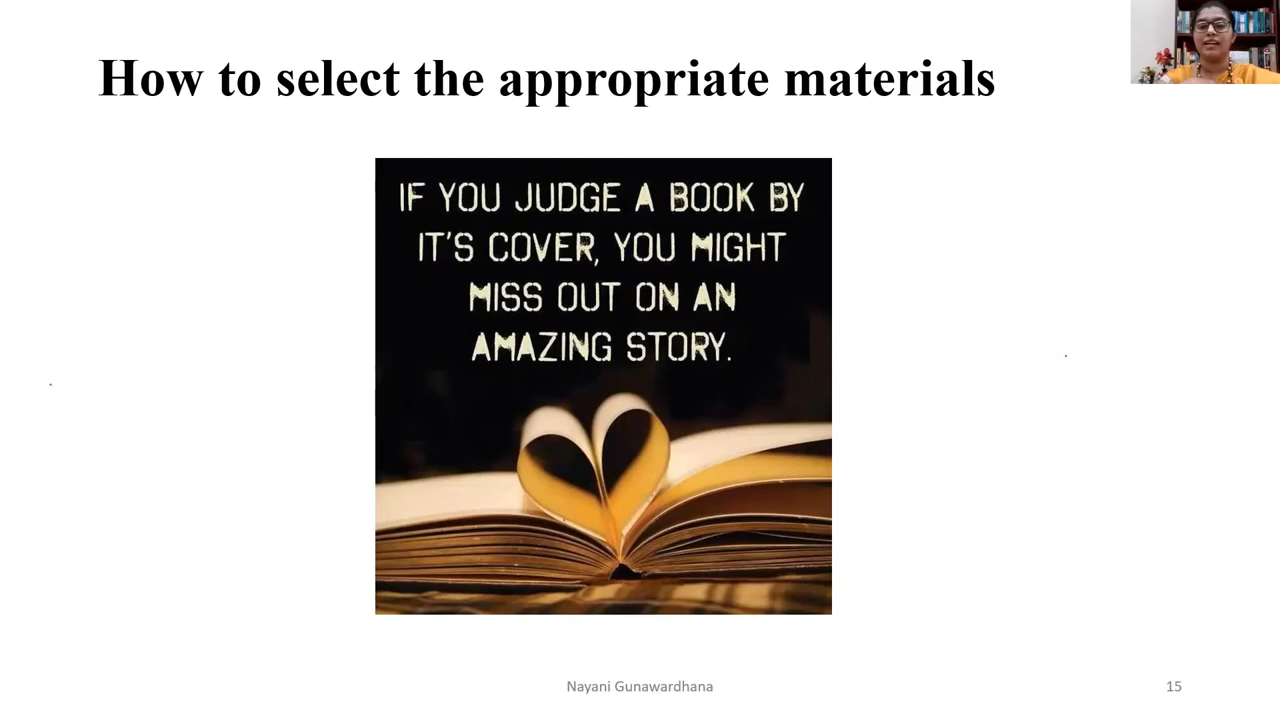 How to select the appropriate materials
IF YOU JUDGE A BOOK BY
IT'S COVER, YOU MIGHT
MISS OUT ON AN
AMAZING STORY.
Nayani Gunawardhana
15